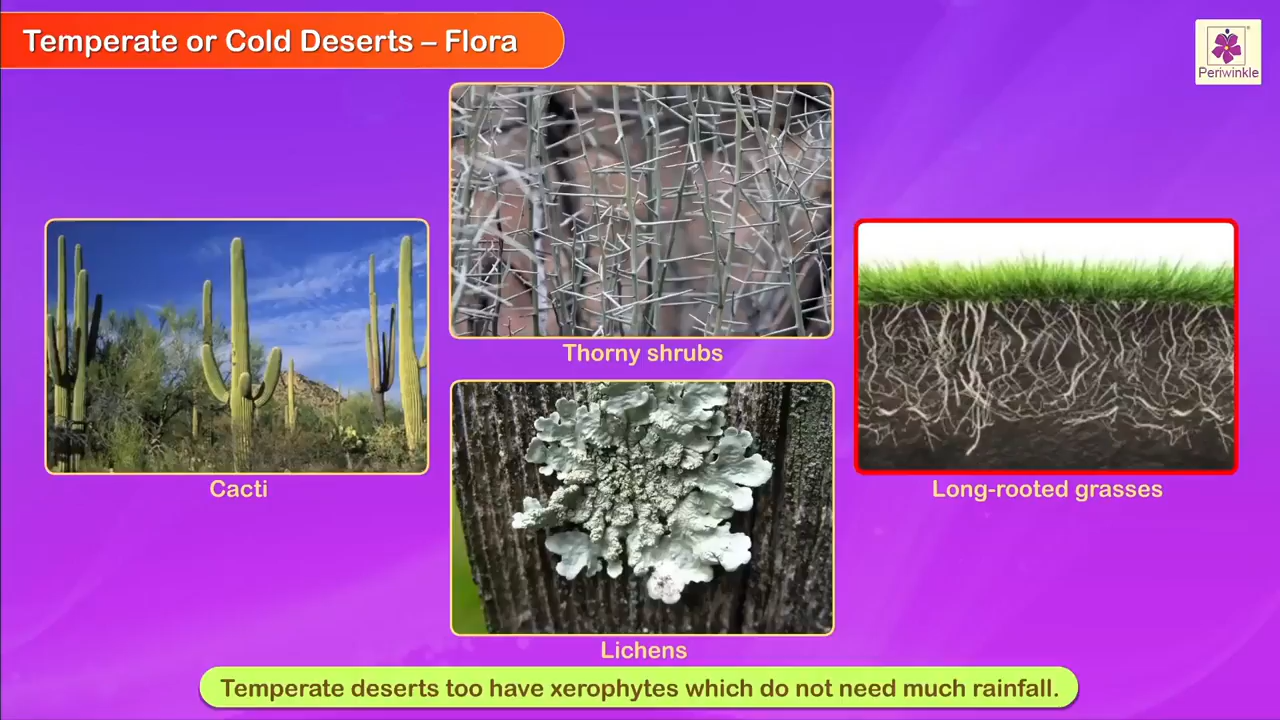 Temperate or Cold Deserts – Flora
Periwinkle
Thorny shrubs
Cacti
Long-rooted grasses
Lichens
Temperate deserts too have xerophytes which do not need much rainfall.